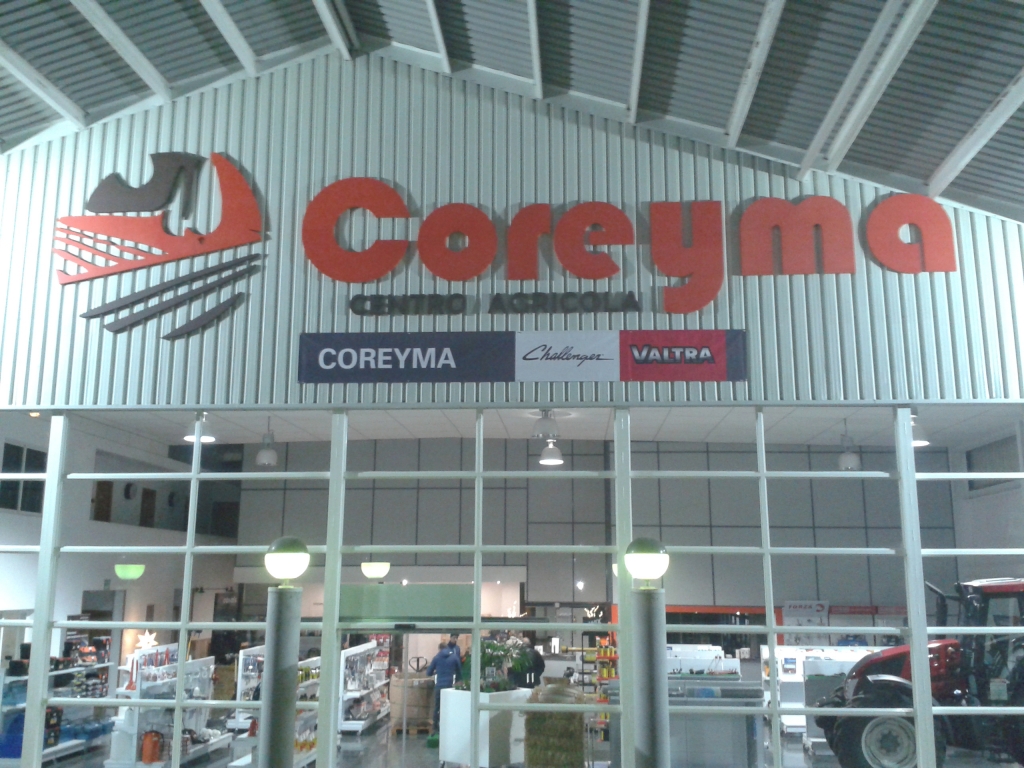 Coreyma
CENTRO AGRICOLA
COREYMA Challenger VALTRA